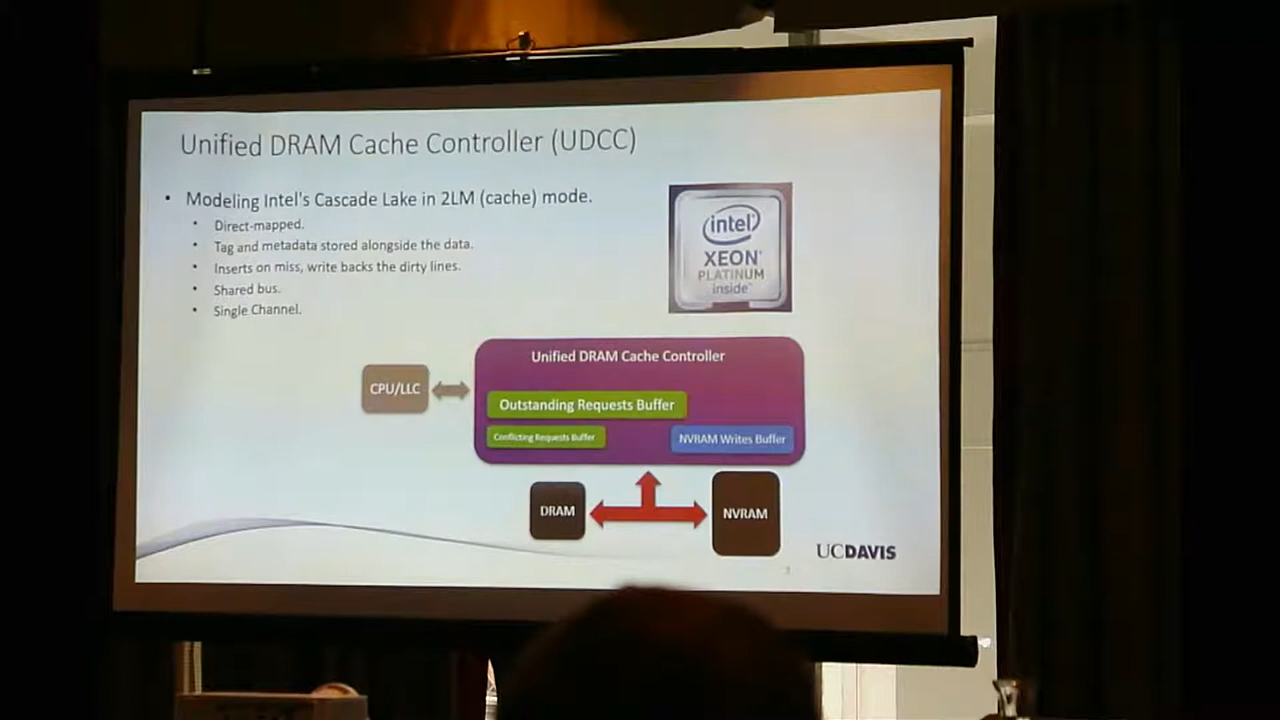 Unified DRAM Cache Controller (UDCC)
• Modeling Intel's Cascade Lake in 2LM (cache) mode.
• Direct-mapped.
• Tag and metadata stored alongside the data.
• Inserts on miss, write backs the dirty lines.
• Shared bus.
• Single Channel.
intel
XEON
PLATINUM
inside™
Unified DRAM Cache Controller
CPU/LLC
Outstanding Requests Buffer
Conflicting Requests Buffer
NVRAM Writes Buffer
DRAM
NVRAM
UCDAVIS